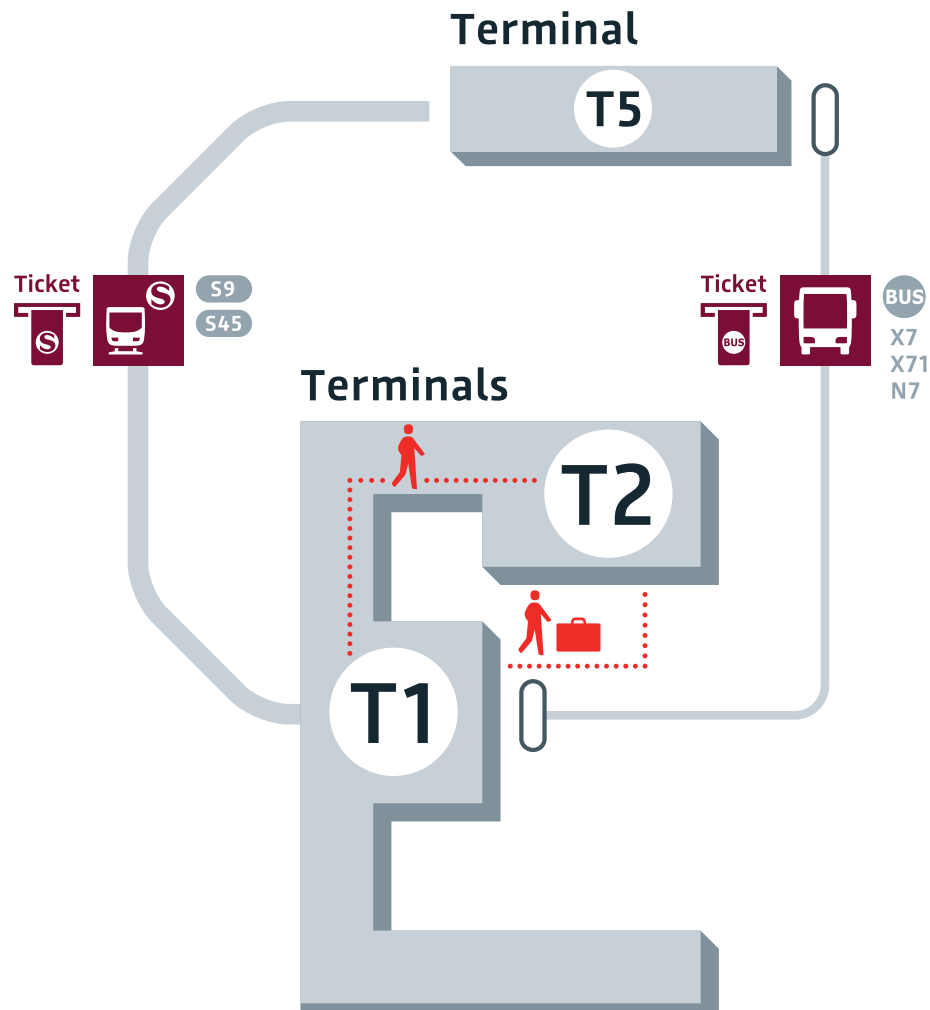 Terminal
T5
Ticket
S
S
S9
S45
Ticket
BUS
BUS
X7
X71
N7
Terminals
T2
T1